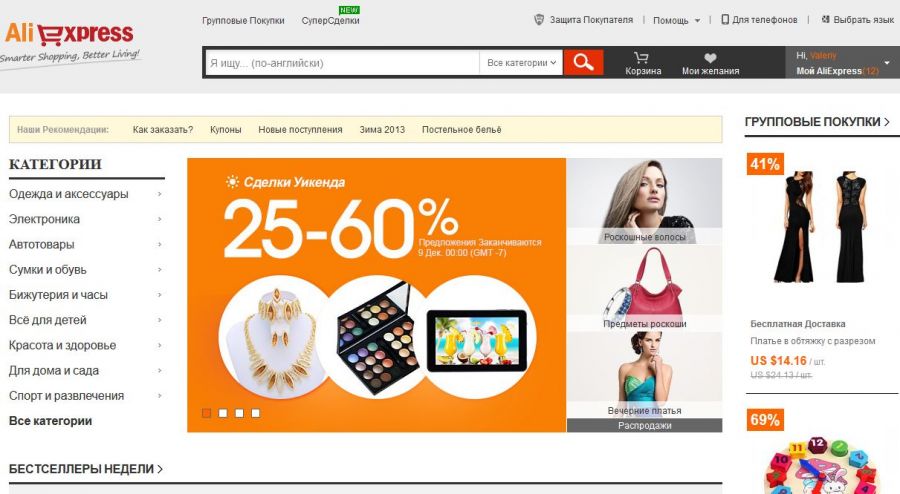 AliExpress
Smarter Shopping, Better Living!
Групповые Покупки
СуперСделки
NEW
Защита Покупателя
Помощь
Для телефонов
Выбрать язык
Я ищу... (по-английски)
Все категории
Корзина
Мои желания
Hi, Valeriy
Мой AliExpress(12)
Наши Рекомендации:
Как заказать?
Купоны
Новые поступления
Зима 2013
Постельное бельё
КАТЕГОРИИ
Одежда и аксессуары
Электроника
Автотовары
Сумки и обувь
Бижутерия и часы
Всё для детей
Красота и здоровье
Для дома и сада
Спорт и развлечения
Все категории
Сделки Уикенда
25-60%
Предложения Заканчиваются
9 Дек. 00:00 (GMT -7)
Роскошные волосы
Предметы роскоши
Вечерние платья
Распродажи
ГРУППОВЫЕ ПОКУПКИ
41%
Бесплатная Доставка
Платье в обтяжку с разрезом
US $14.16 / шт.
US $24.13 / шт.
69%
10 11 12 1 2
БЕСТСЕЛЛЕРЫ НЕДЕЛИ